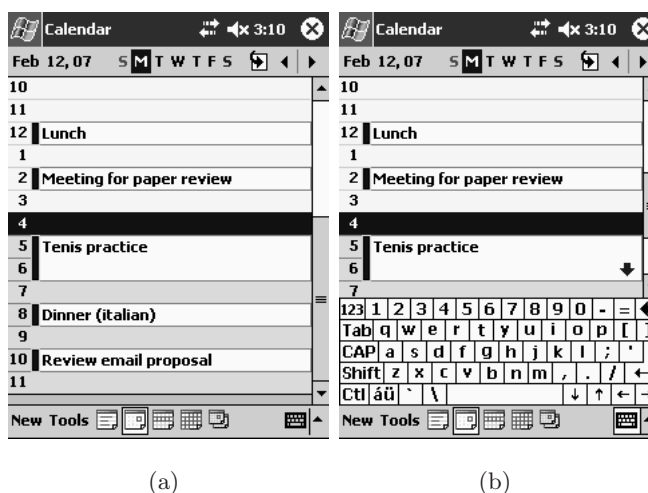 Calendar 3:10
Feb 12, 07 S M T W T F S
10
11
12 Lunch
1
2 Meeting for paper review
3
4
5 Tenis practice
6
7
8 Dinner (italian)
9
10 Review email proposal
11
New Tools
(a)
Calendar 3:10
Feb 12, 07 S M T W T F S
10
11
12 Lunch
1
2 Meeting for paper review
3
4
5 Tenis practice
6
7
123 1 2 3 4 5 6 7 8 9 0 - =
Tab q w e r t y u i o p [ ]
CAP a s d f g h j k l ; '
Shift z x c v b n m , . / ←
Ctl áü ` \ ↓ ↑ ← →
New Tools
(b)